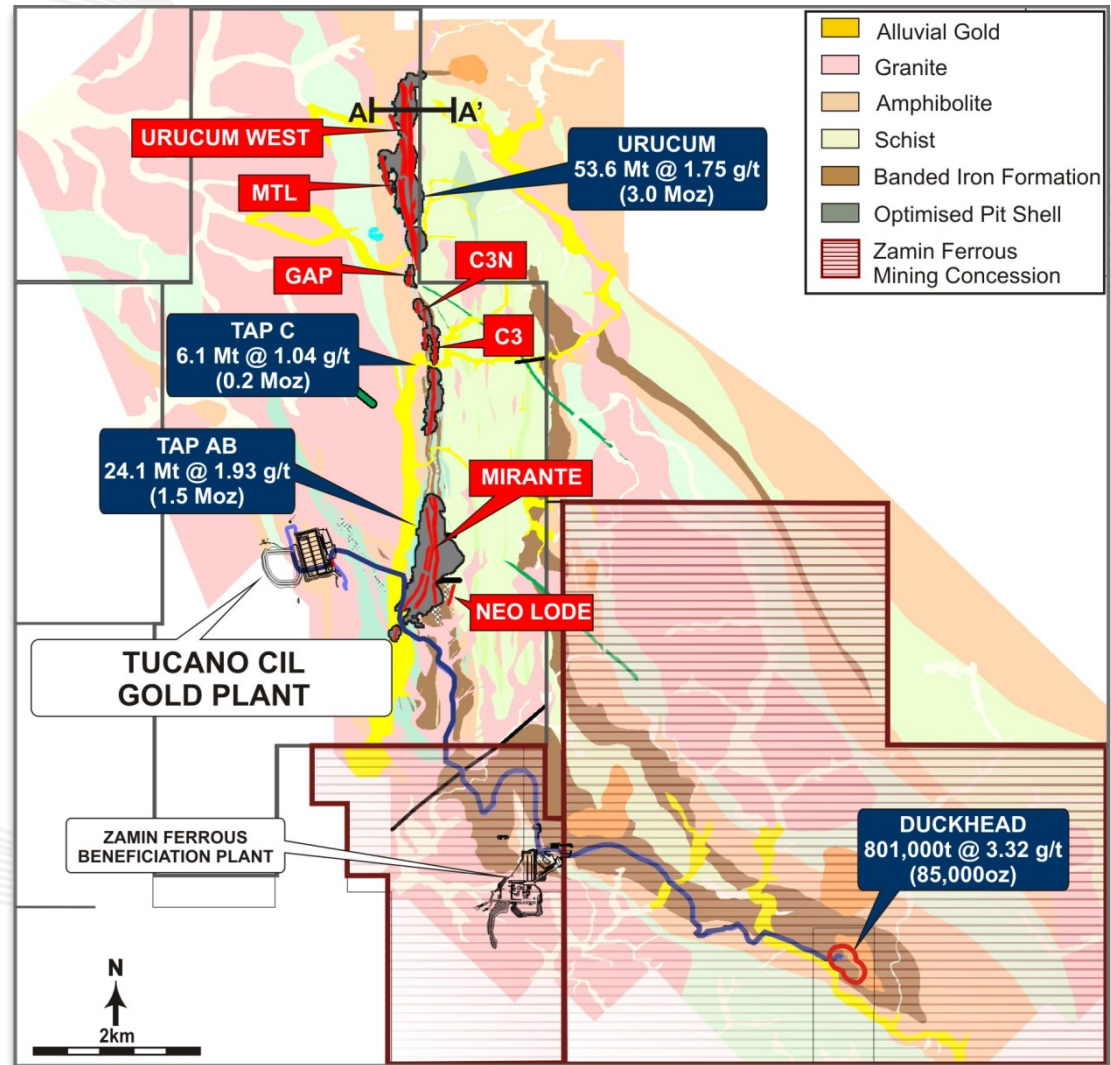 Alluvial Gold
Granite
Amphibolite
Schist
Banded Iron Formation
Optimised Pit Shell
Zamin Ferrous
Mining Concession
A
A'
URUCUM WEST
URUCUM
53.6 Mt @ 1.75 g/t
(3.0 Moz)
MTL
GAP
C3N
TAP C
6.1 Mt @ 1.04 g/t
(0.2 Moz)
C3
TAP AB
24.1 Mt @ 1.93 g/t
(1.5 Moz)
MIRANTE
NEO LODE
TUCANO CIL
GOLD PLANT
ZAMIN FERROUS
BENEFICIATION PLANT
DUCKHEAD
801,000t @ 3.32 g/t
(85,000oz)
N
2km